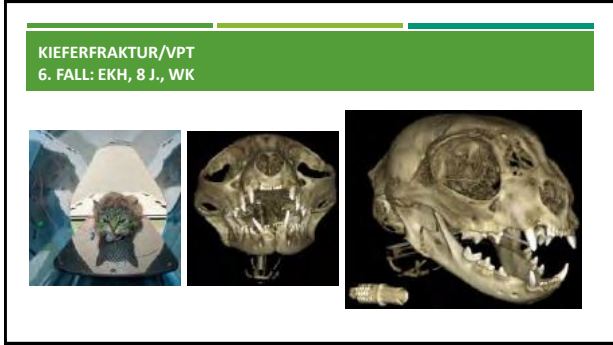 KIEFERFRAKTUR/VPT
6. FALL: EKH, 8 J., WK